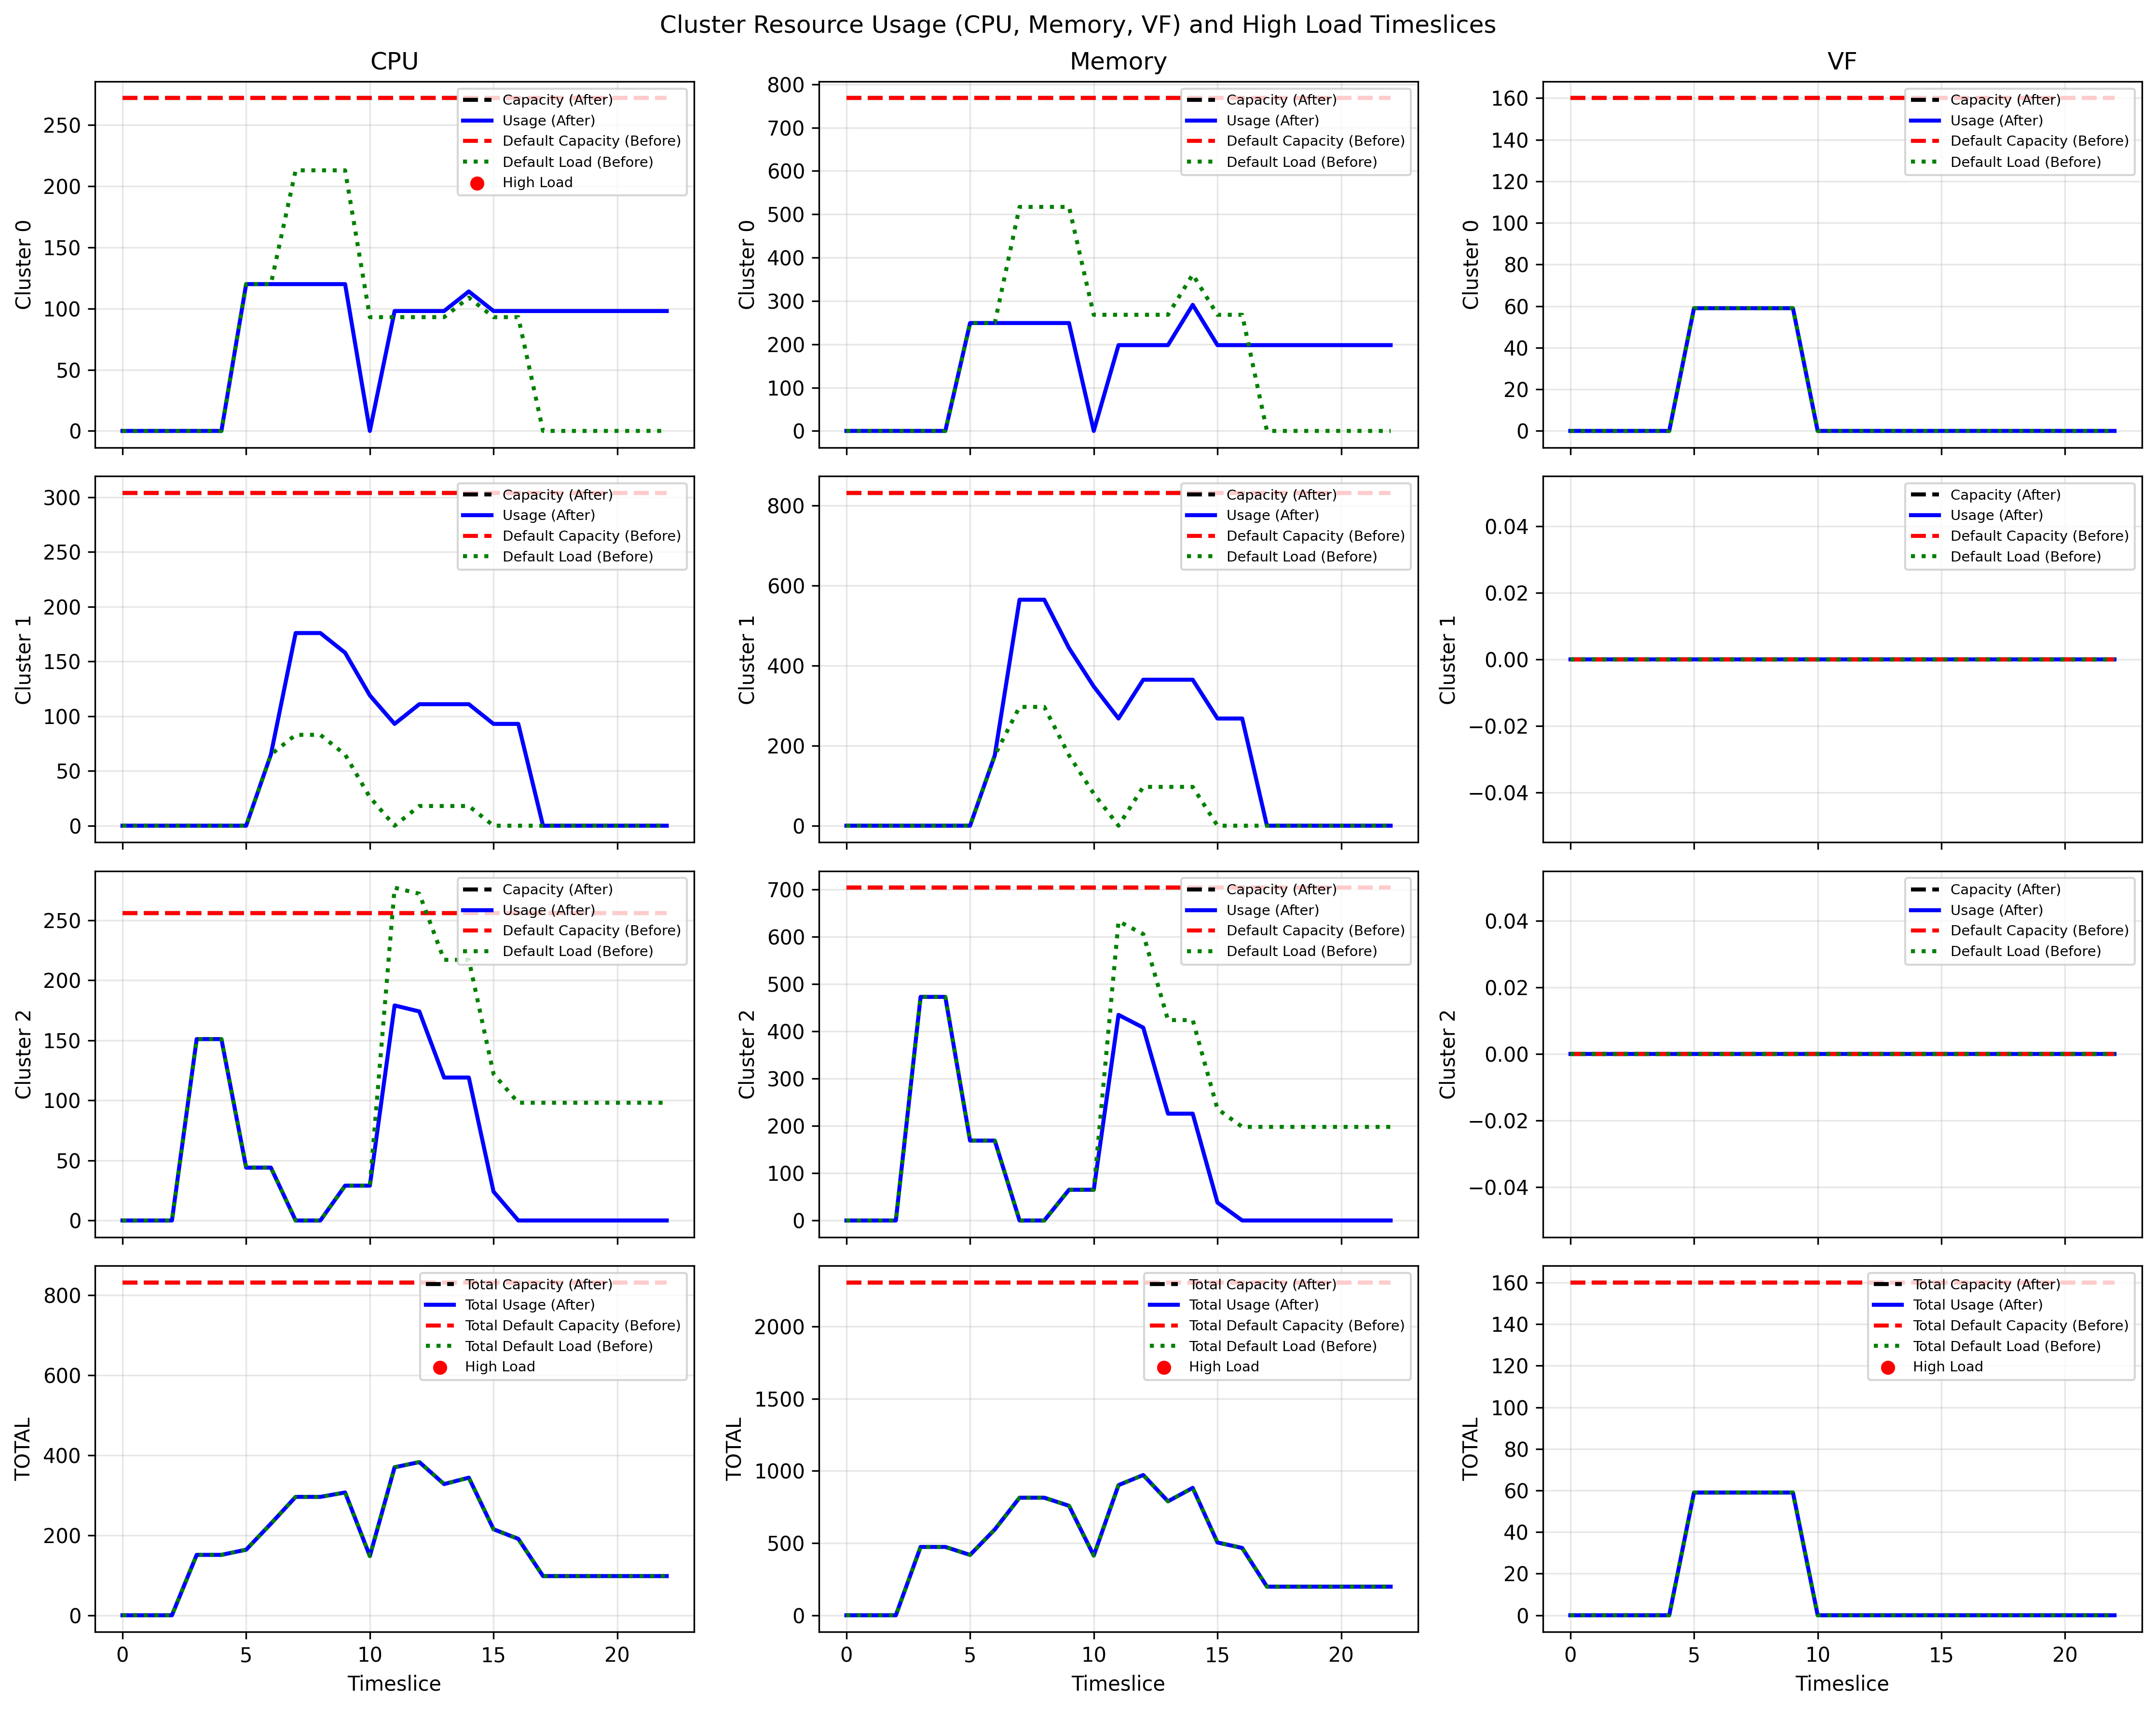 Cluster Resource Usage (CPU, Memory, VF) and High Load Timeslices
CPU
Cluster 0
250
200
150
100
50
0
Capacity (After)
Usage (After)
Default Capacity (Before)
Default Load (Before)
High Load
Memory
Cluster 0
800
700
600
500
400
300
200
100
0
Capacity (After)
Usage (After)
Default Capacity (Before)
Default Load (Before)
VF
Cluster 0
160
140
120
100
80
60
40
20
0
Capacity (After)
Usage (After)
Default Capacity (Before)
Default Load (Before)
Cluster 1
300
250
200
150
100
50
0
Capacity (After)
Usage (After)
Default Capacity (Before)
Default Load (Before)
Cluster 1
800
600
400
200
0
Capacity (After)
Usage (After)
Default Capacity (Before)
Default Load (Before)
Cluster 1
0.04
0.02
0.00
−0.02
−0.04
Capacity (After)
Usage (After)
Default Capacity (Before)
Default Load (Before)
Cluster 2
250
200
150
100
50
0
Capacity (After)
Usage (After)
Default Capacity (Before)
Default Load (Before)
Cluster 2
700
600
500
400
300
200
100
0
Capacity (After)
Usage (After)
Default Capacity (Before)
Default Load (Before)
Cluster 2
0.04
0.02
0.00
−0.02
−0.04
Capacity (After)
Usage (After)
Default Capacity (Before)
Default Load (Before)
TOTAL
800
600
400
200
0
Total Capacity (After)
Total Usage (After)
Total Default Capacity (Before)
Total Default Load (Before)
High Load
0 5 10 15 20
Timeslice
TOTAL
2000
1500
1000
500
0
Total Capacity (After)
Total Usage (After)
Total Default Capacity (Before)
Total Default Load (Before)
High Load
0 5 10 15 20
Timeslice
TOTAL
160
140
120
100
80
60
40
20
0
Total Capacity (After)
Total Usage (After)
Total Default Capacity (Before)
Total Default Load (Before)
High Load
0 5 10 15 20
Timeslice